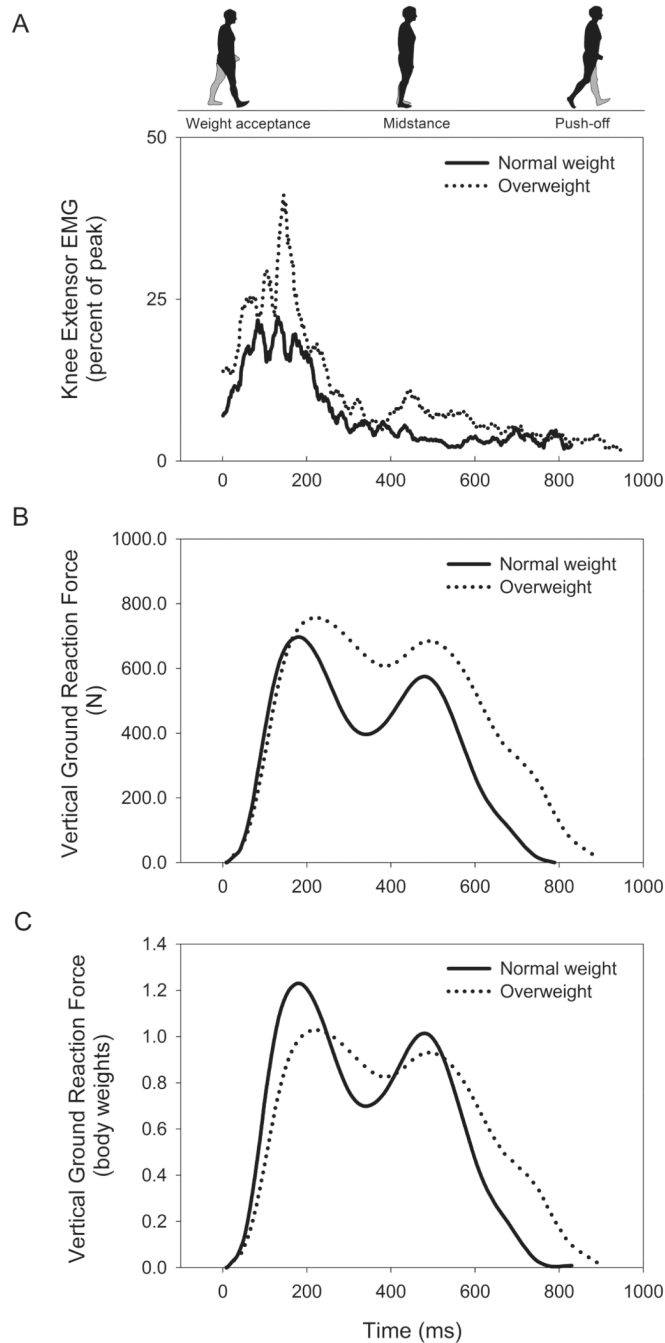 A
Weight acceptance
Midstance
Push-off
50
25
0
Knee Extensor EMG
(percent of peak)
Normal weight
Overweight
0
200
400
600
800
1000
B
1000.0
800.0
600.0
400.0
200.0
0.0
Vertical Ground Reaction Force
(N)
Normal weight
Overweight
0
200
400
600
800
1000
C
1.4
1.2
1.0
0.8
0.6
0.4
0.2
0.0
Vertical Ground Reaction Force
(body weights)
Normal weight
Overweight
0
200
400
600
800
1000
Time (ms)